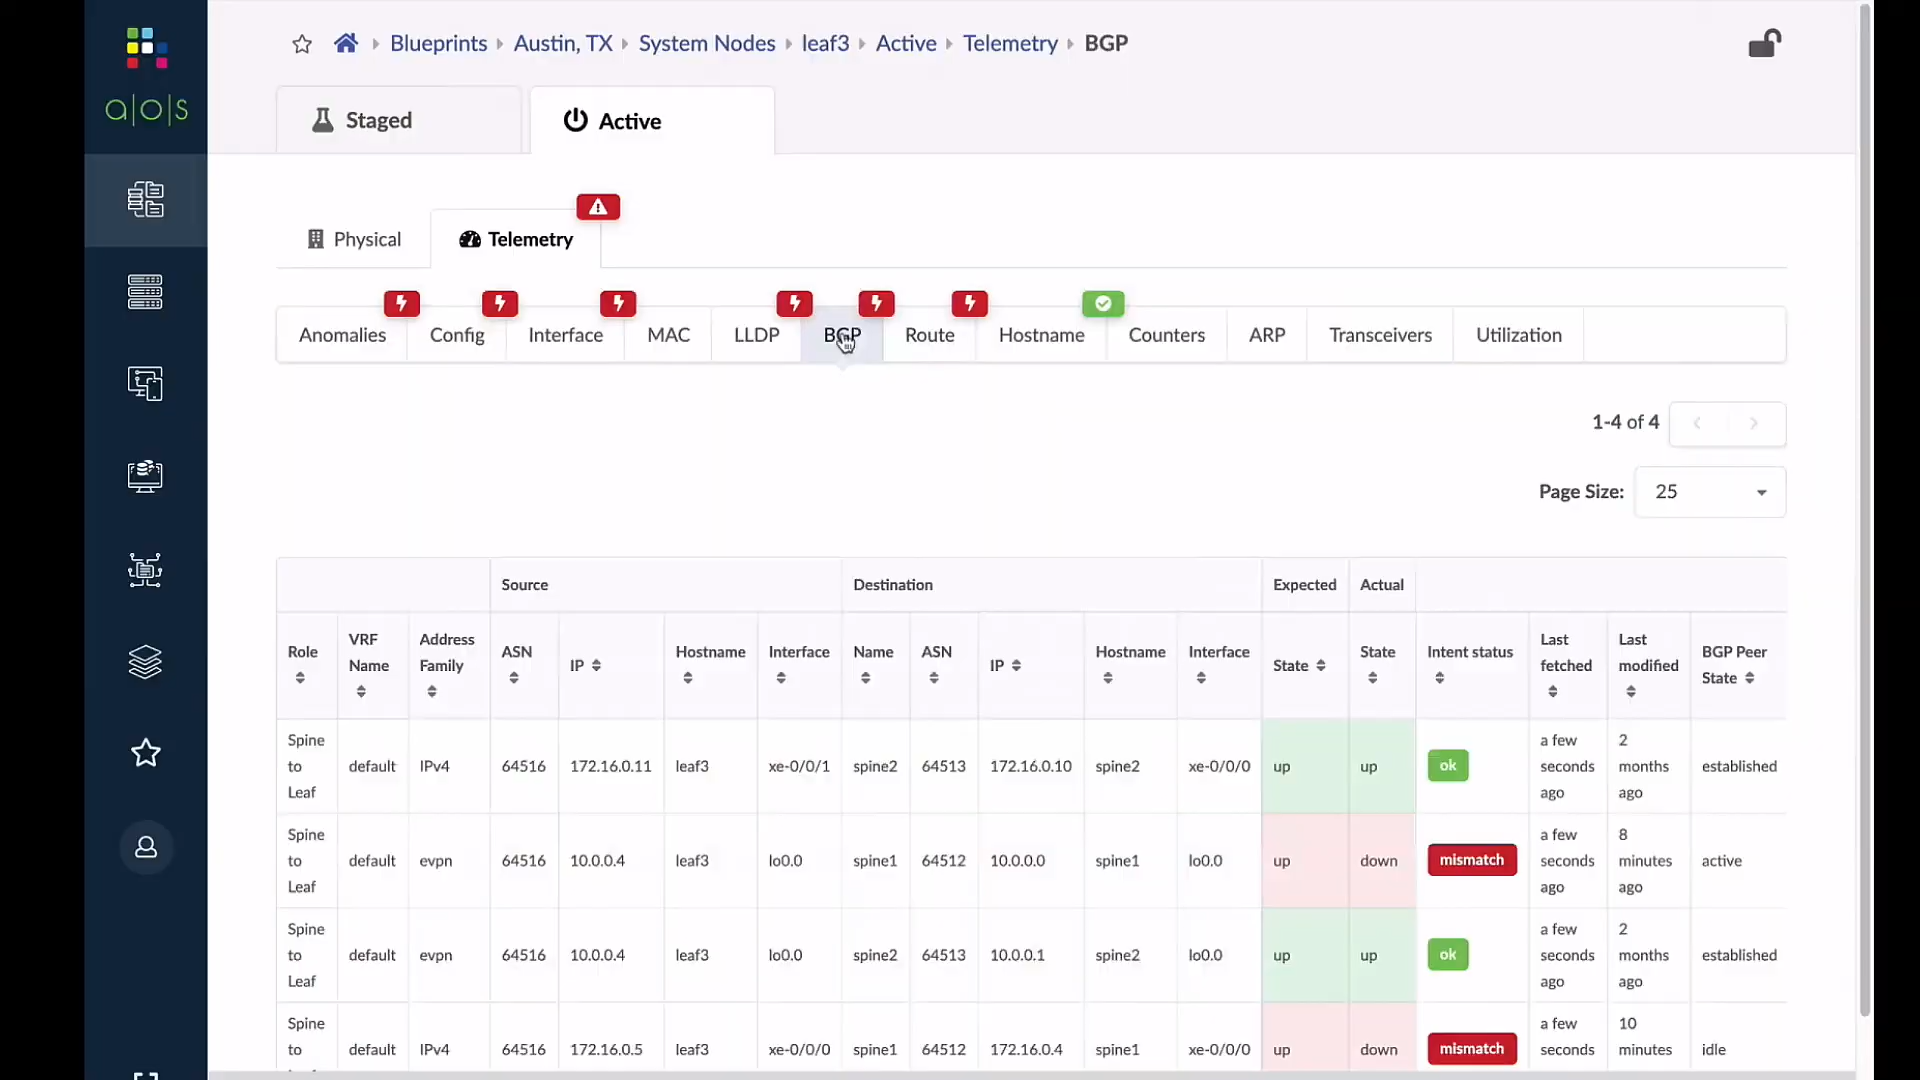 Blueprints Austin, TX System Nodes leaf3 Active Telemetry BGP
a|o|s
Staged Active
Physical Telemetry
Anomalies Config Interface MAC LLDP BGP Route Hostname Counters ARP Transceivers Utilization
1-4 of 4
Page Size: 25
Source Destination Expected Actual
Role VRF Name Address Family ASN IP Hostname Interface Name ASN IP Hostname Interface State State Intent status Last fetched Last modified BGP Peer State
Spine to Leaf default IPv4 64516 172.16.0.11 leaf3 xe-0/0/1 spine2 64513 172.16.0.10 spine2 xe-0/0/0 up up ok a few seconds ago 2 months ago established
Spine to Leaf default evpn 64516 10.0.0.4 leaf3 lo0.0 spine1 64512 10.0.0.0 spine1 lo0.0 up down mismatch a few seconds ago 8 minutes ago active
Spine to Leaf default evpn 64516 10.0.0.4 leaf3 lo0.0 spine2 64513 10.0.0.1 spine2 lo0.0 up up ok a few seconds ago 2 months ago established
Spine to default IPv4 64516 172.16.0.5 leaf3 xe-0/0/0 spine1 64512 172.16.0.4 spine1 xe-0/0/0 up down mismatch a few seconds 10 minutes idle